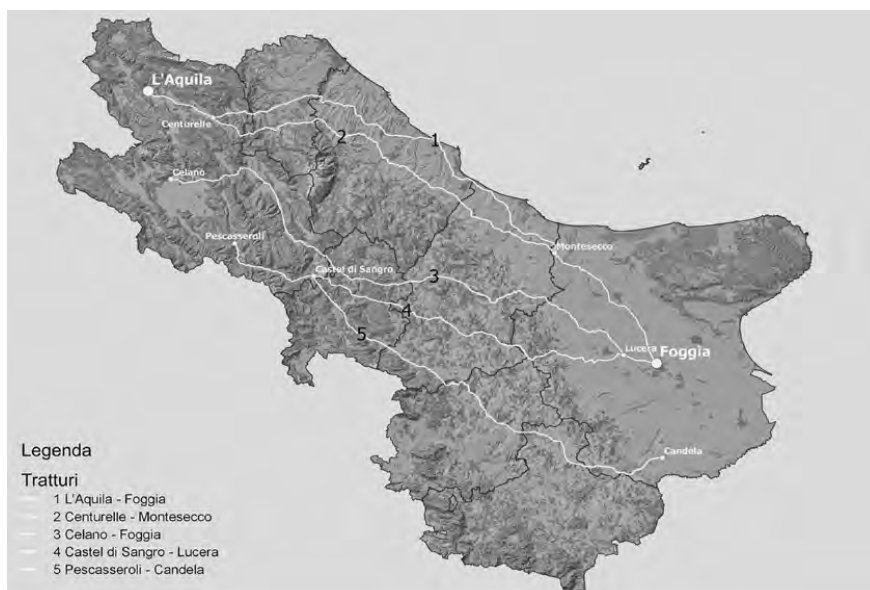 L'Aquila
Centurelle
2
1
Celano
Pescasseroli
Montesecco
Castel di Sangro
3
4
5
Lucera
Foggia
Candela
Legenda
Tratturi
1 L'Aquila - Foggia
2 Centurelle - Montesecco
3 Celano - Foggia
4 Castel di Sangro - Lucera
5 Pescasseroli - Candela